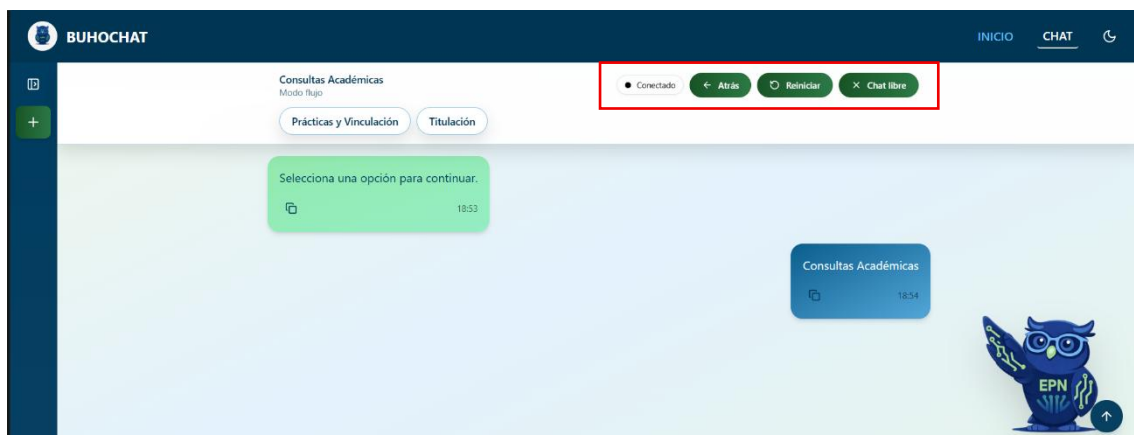 BUHOCHAT
INICIO
CHAT
Consultas Académicas
Modo flujo
Conectado
Atrás
Reiniciar
Chat libre
Prácticas y Vinculación
Titulación
Selecciona una opción para continuar.
18:53
Consultas Académicas
18:54
EPN